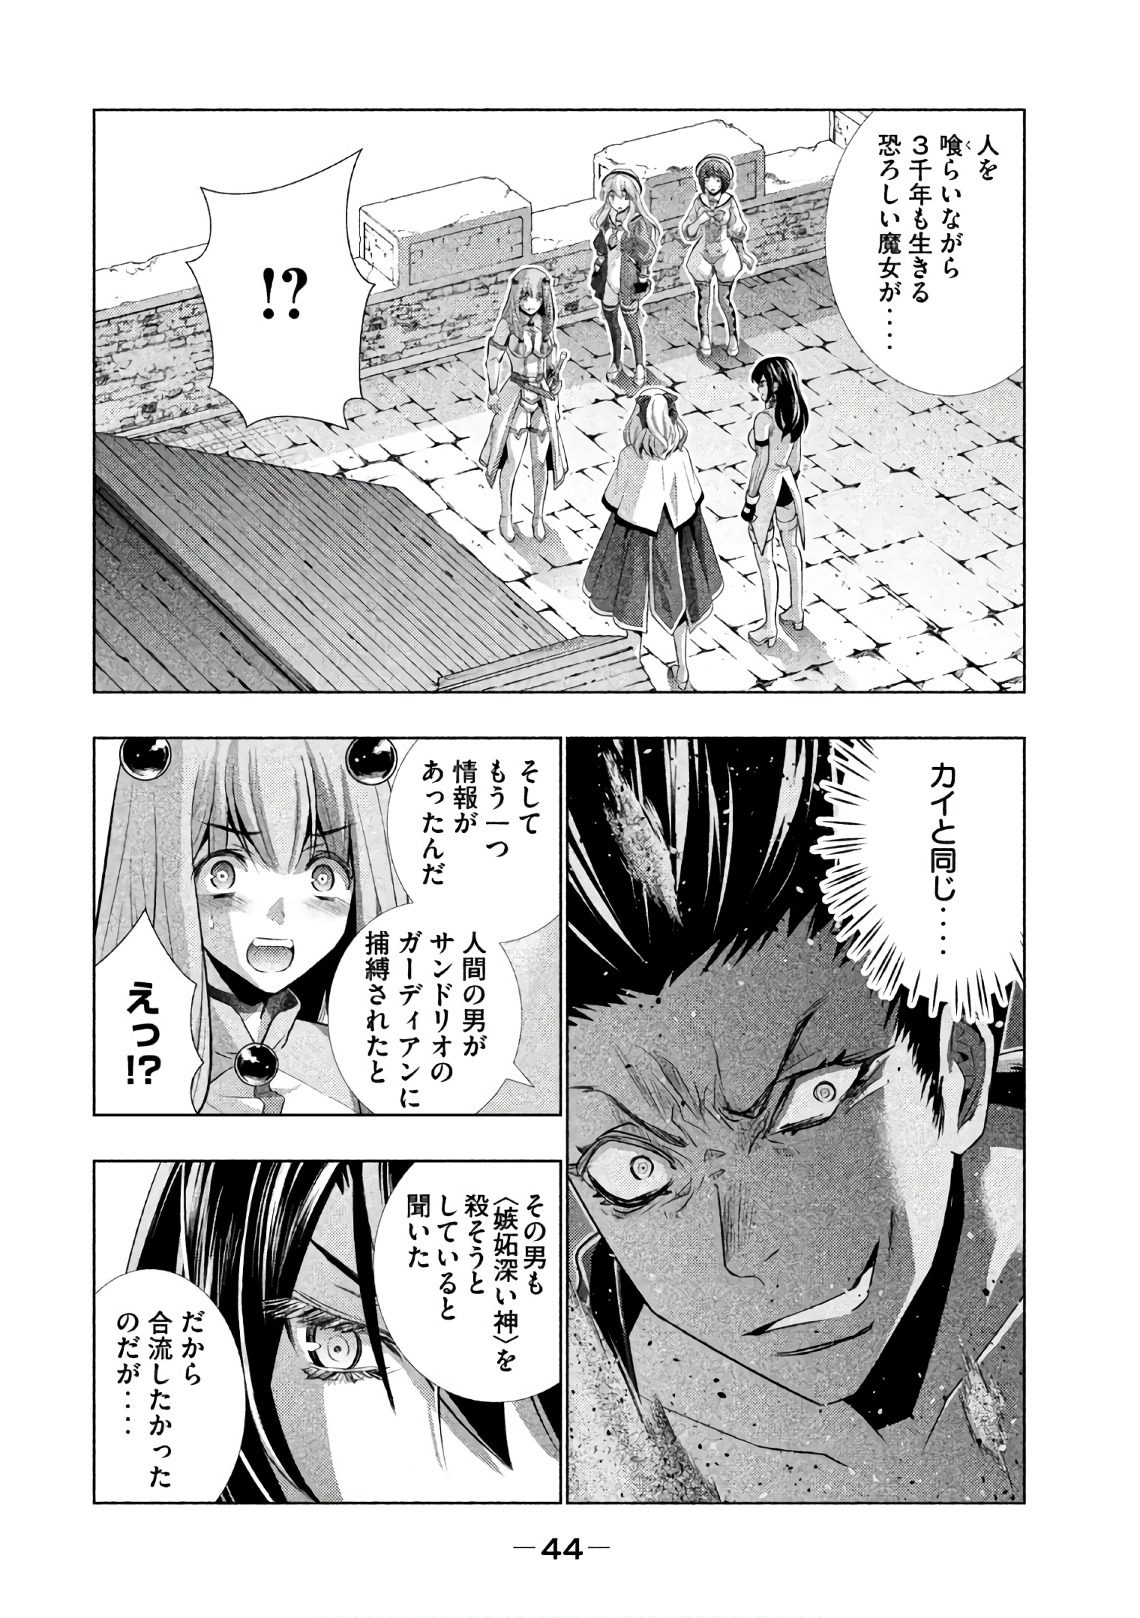 人を
喰らいながら
く
3千年も生きる
恐ろしい魔女が‥‥
!?
カイと同じ‥‥
そして
もう一つ
情報が
あったんだ
人間の男が
サンドリオの
ガーディアンに
捕縛されたと
えっ!?
その男も
〈嫉妬深い神〉を
殺そうと
していると
聞いた
だから
合流したかった
のだが‥‥
—44—